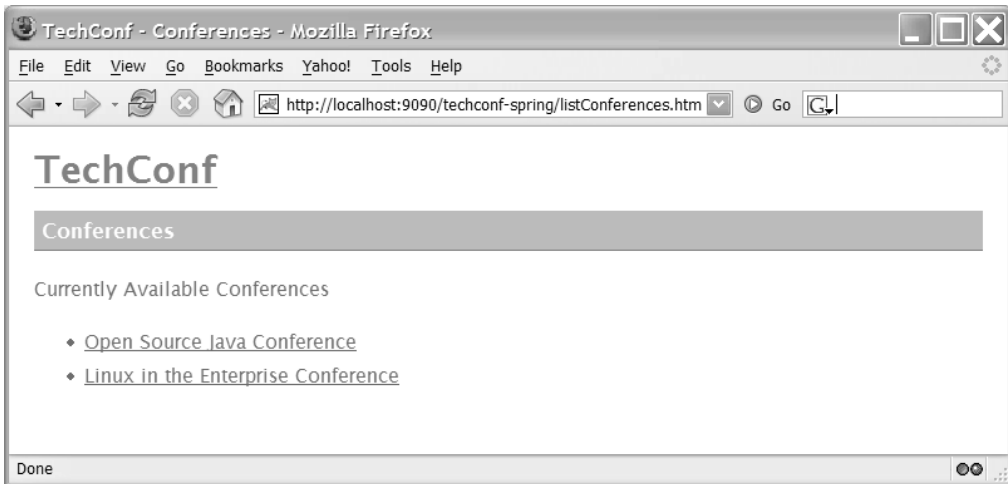 TechConf - Conferences - Mozilla Firefox
File Edit View Go Bookmarks Yahoo! Tools Help
http://localhost:9090/techconf-spring/listConferences.htm Go G
TechConf
Conferences
Currently Available Conferences
• Open Source Java Conference
• Linux in the Enterprise Conference
Done